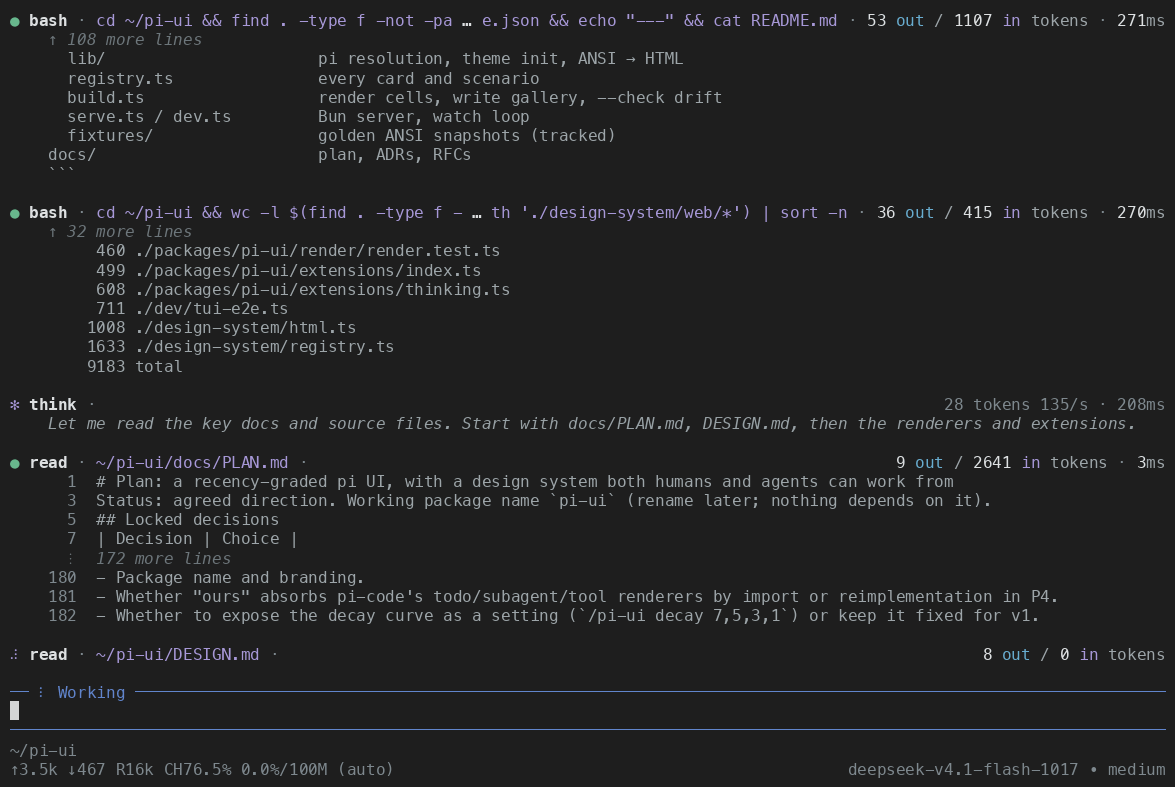 ● bash · cd ~/pi-ui && find . -type f -not -pa … e.json && echo "---" && cat README.md · 53 out / 1107 in tokens · 271ms
↑ 108 more lines
lib/ pi resolution, theme init, ANSI → HTML
registry.ts every card and scenario
build.ts render cells, write gallery, --check drift
serve.ts / dev.ts Bun server, watch loop
fixtures/ golden ANSI snapshots (tracked)
docs/ plan, ADRs, RFCs
```
● bash · cd ~/pi-ui && wc -l $(find . -type f - … th './design-system/web/*') | sort -n · 36 out / 415 in tokens · 270ms
↑ 32 more lines
460 ./packages/pi-ui/render/render.test.ts
499 ./packages/pi-ui/extensions/index.ts
608 ./packages/pi-ui/extensions/thinking.ts
711 ./dev/tui-e2e.ts
1008 ./design-system/html.ts
1633 ./design-system/registry.ts
9183 total
✻ think · 28 tokens 135/s · 208ms
Let me read the key docs and source files. Start with docs/PLAN.md, DESIGN.md, then the renderers and extensions.
● read · ~/pi-ui/docs/PLAN.md · 9 out / 2641 in tokens · 3ms
1 # Plan: a recency-graded pi UI, with a design system both humans and agents can work from
3 Status: agreed direction. Working package name `pi-ui` (rename later; nothing depends on it).
5 ## Locked decisions
7 | Decision | Choice |
⋮ 172 more lines
180 - Package name and branding.
181 - Whether "ours" absorbs pi-code's todo/subagent/tool renderers by import or reimplementation in P4.
182 - Whether to expose the decay curve as a setting (`/pi-ui decay 7,5,3,1`) or keep it fixed for v1.
read · ~/pi-ui/DESIGN.md · 8 out / 0 in tokens
Working
~/pi-ui
↑3.5k ↓467 R16k CH76.5% 0.0%/100M (auto) deepseek-v4.1-flash-1017 • medium